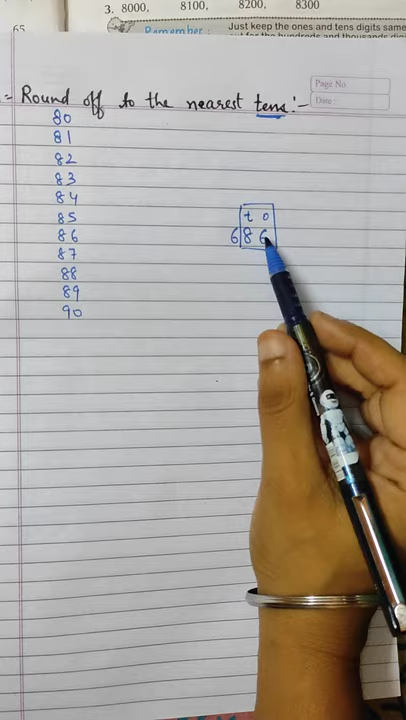 65
3. 8000, 8100, 8200, 8300
Remember: Just keep the ones and tens digits same
Page No.
Date:
:- Round off to the nearest tens:-
80
81
82
83
84
85
86
87
88
89
90
t o
6 8 6